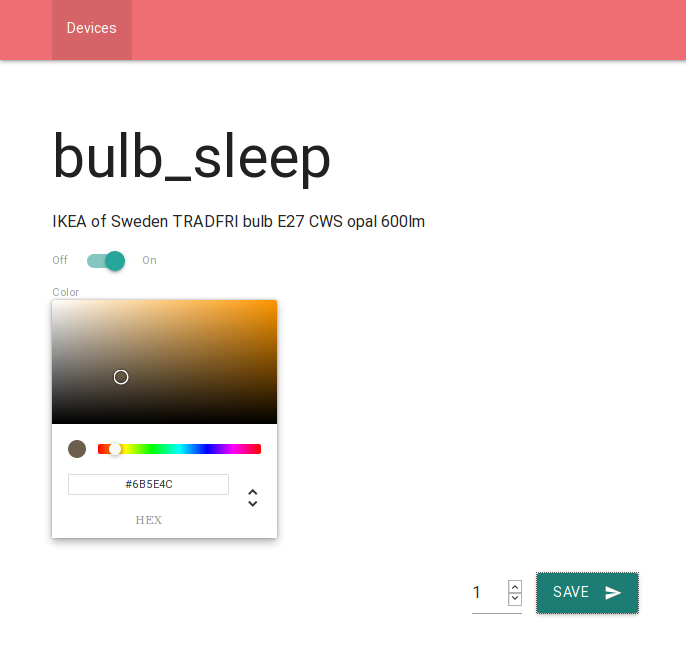 Devices
bulb_sleep
IKEA of Sweden TRADFRI bulb E27 CWS opal 600lm
Off On
Color
#6B5E4C
HEX
1 SAVE